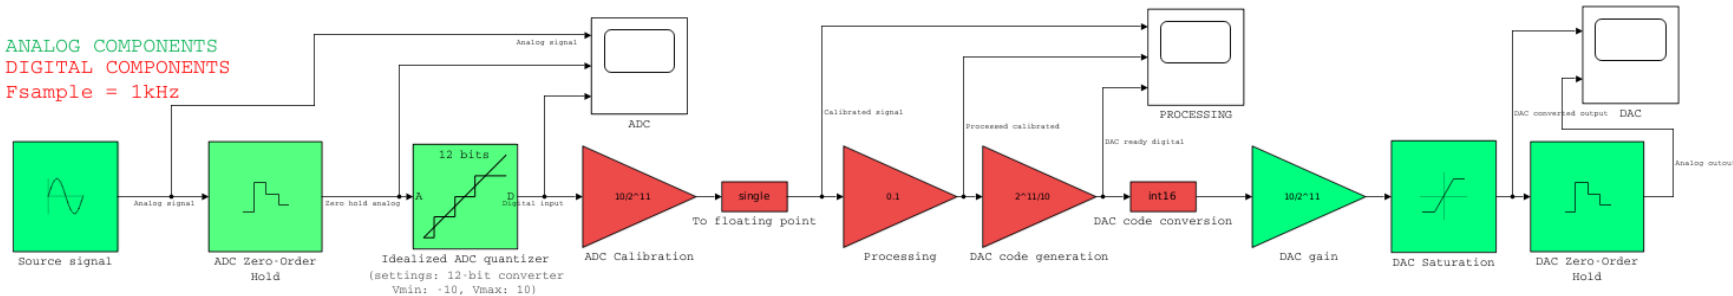 ANALOG COMPONENTS
DIGITAL COMPONENTS
Fsample = 1kHz
Analog signal
ADC
Calibrated signal
Processed calibrated
DAC ready digital
PROCESSING
DAC converted output
DAC
Analog signal
Zero hold analog
12 bits
A
D
Digital input
10/2^11
single
0.1
2^11/10
int16
10/2^11
Analog outou
Source signal
ADC Zero-Order
Hold
Idealized ADC quantizer
(settings: 12-bit converter
Vmin: -10, Vmax: 10)
ADC Calibration
To floating point
Processing
DAC code generation
DAC code conversion
DAC gain
DAC Saturation
DAC Zero-Order
Hold